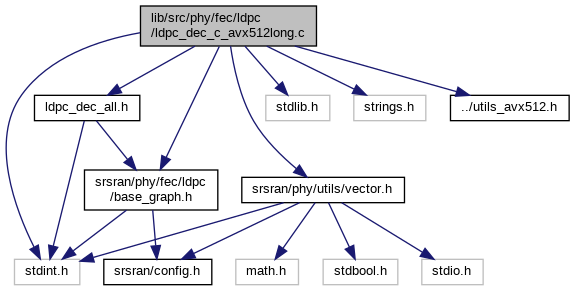 lib/src/phy/fec/ldpc
/ldpc_dec_c_avx512long.c
ldpc_dec_all.h
stdlib.h
strings.h
../utils_avx512.h
srsran/phy/fec/ldpc
/base_graph.h
srsran/phy/utils/vector.h
stdint.h
srsran/config.h
math.h
stdbool.h
stdio.h